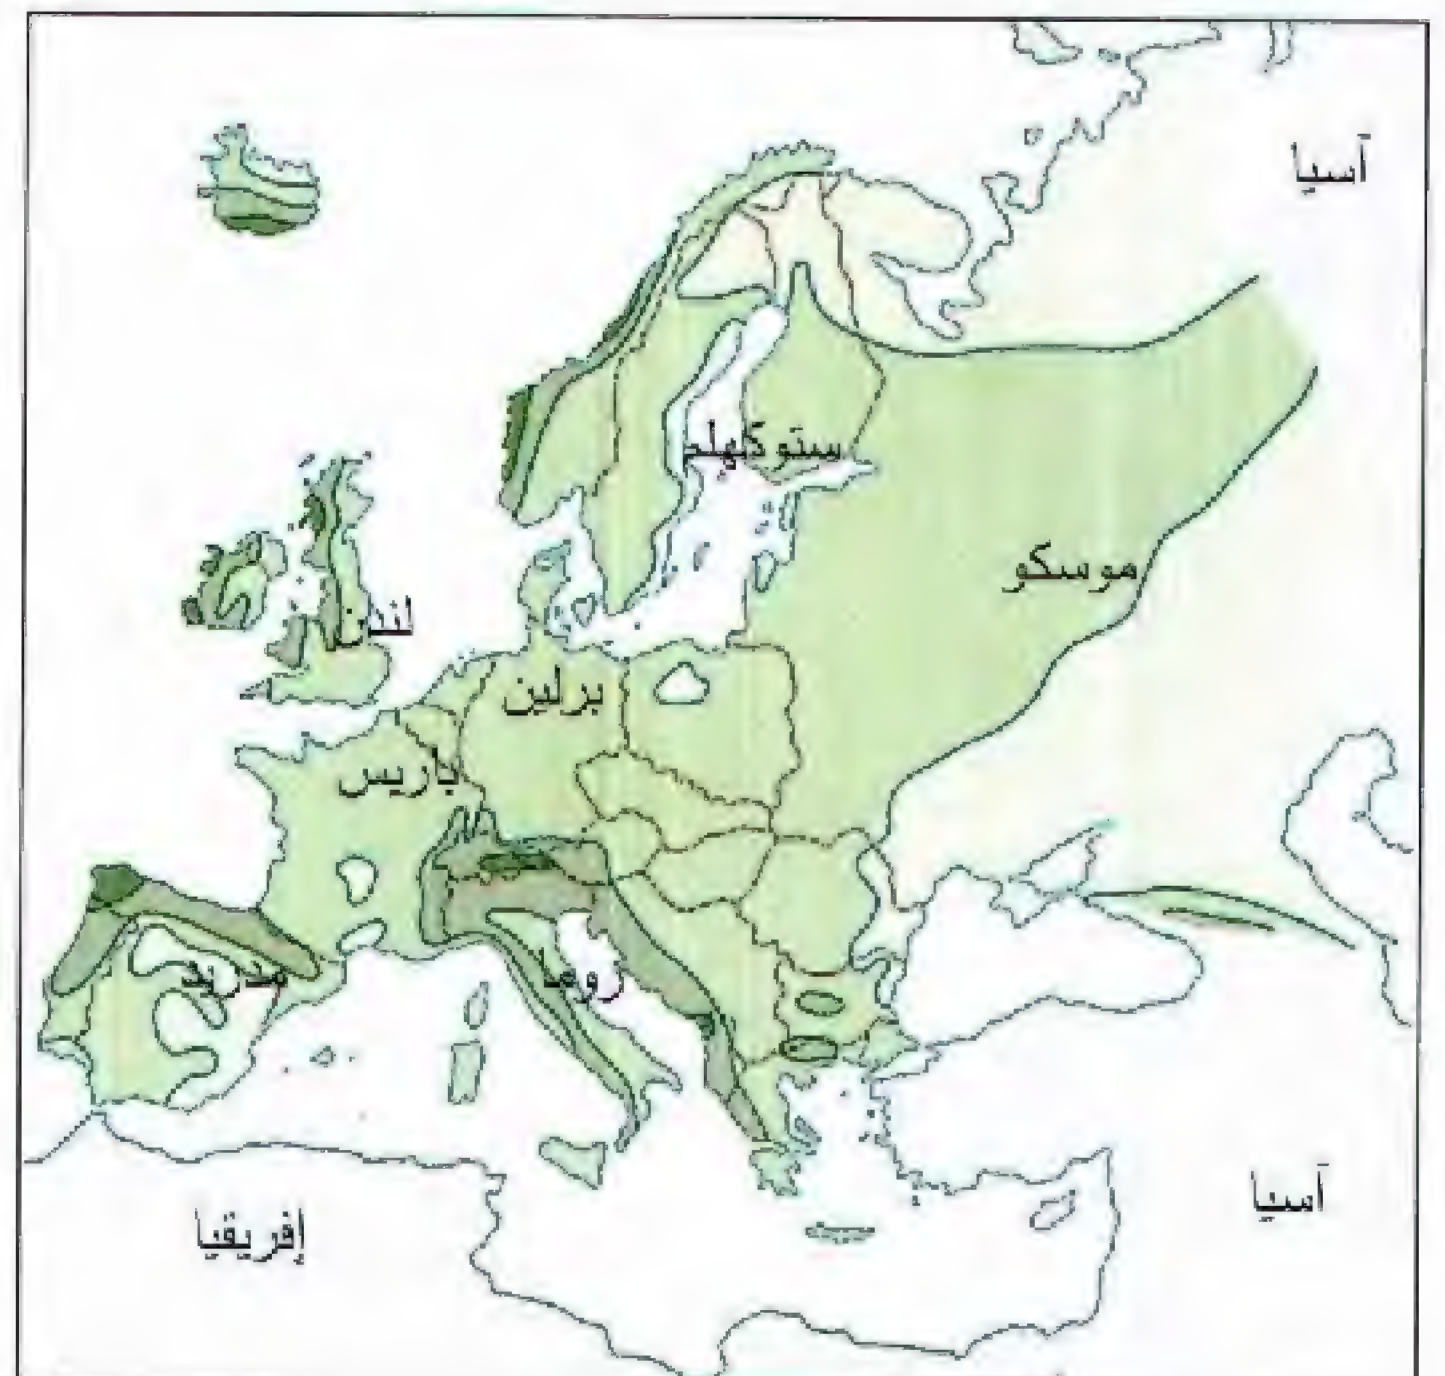 آسيا
ستوكهلم
موسكو
لندن
برلين
باريس
مدريد
روما
آسيا
إفريقيا